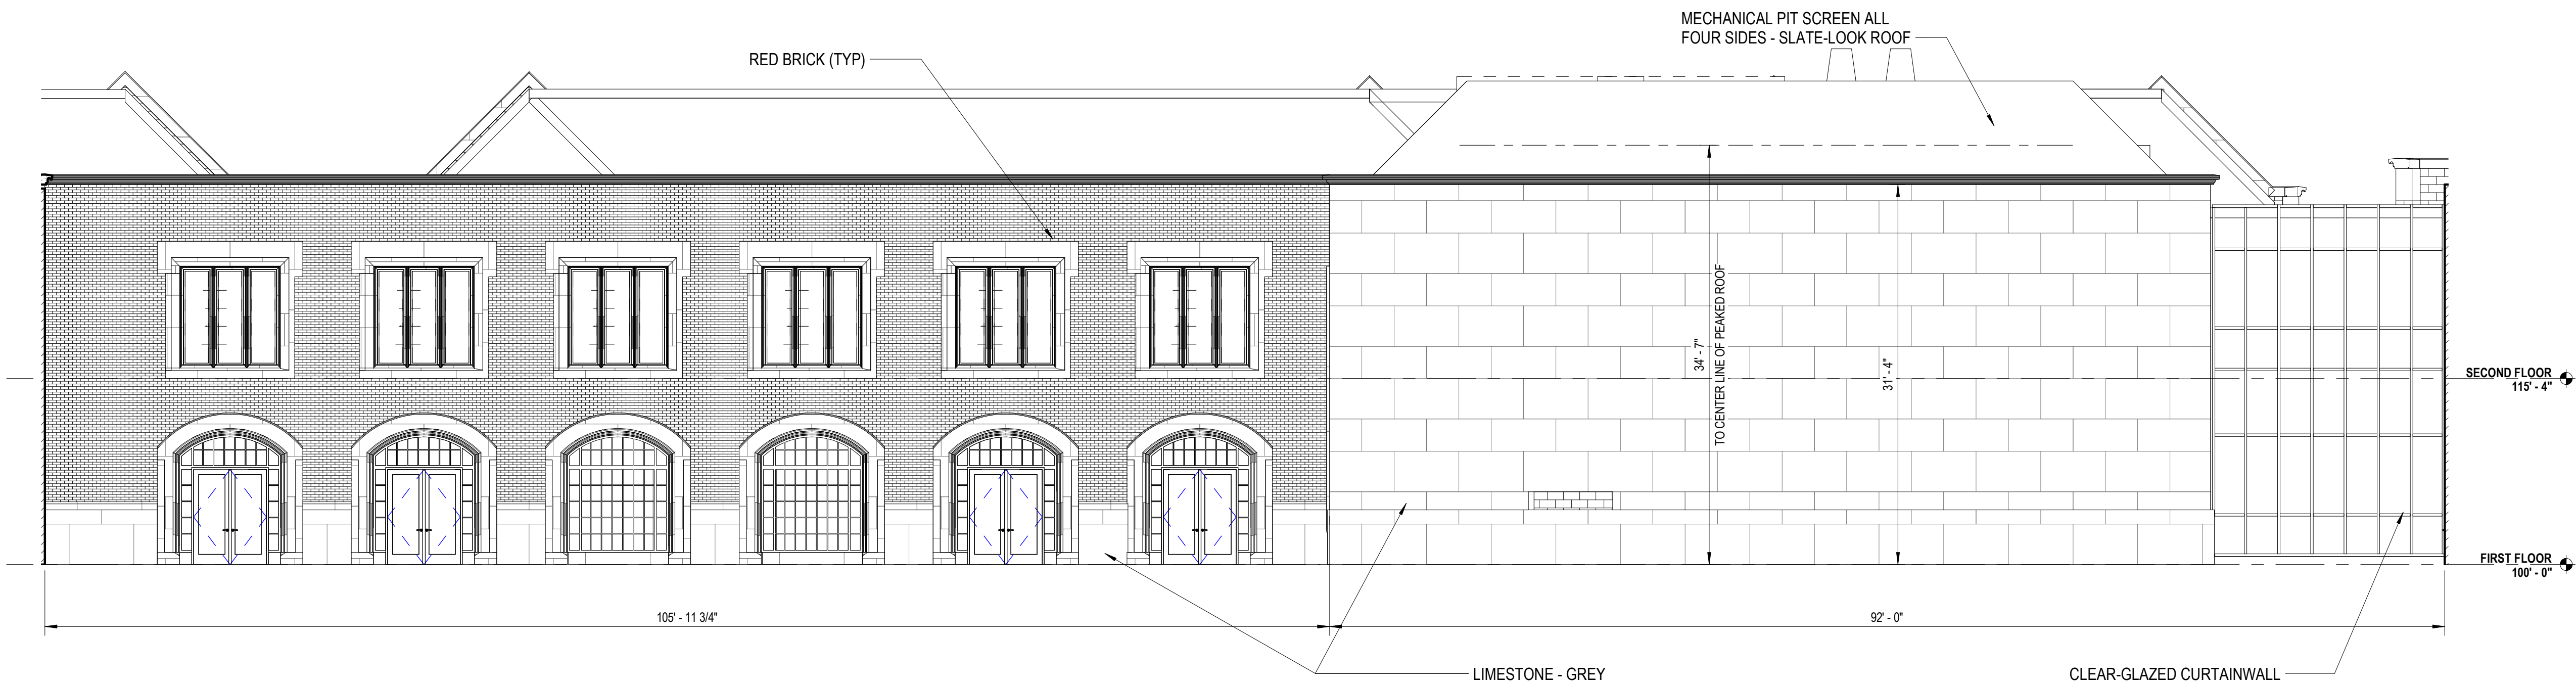 MECHANICAL PIT SCREEN ALL
FOUR SIDES - SLATE-LOOK ROOF
RED BRICK (TYP)
34' - 7"
TO CENTER LINE OF PEAKED ROOF
31' - 4"
SECOND FLOOR
115' - 4"
FIRST FLOOR
100' - 0"
105' - 11 3/4"
92' - 0"
LIMESTONE - GREY
CLEAR-GLAZED CURTAINWALL